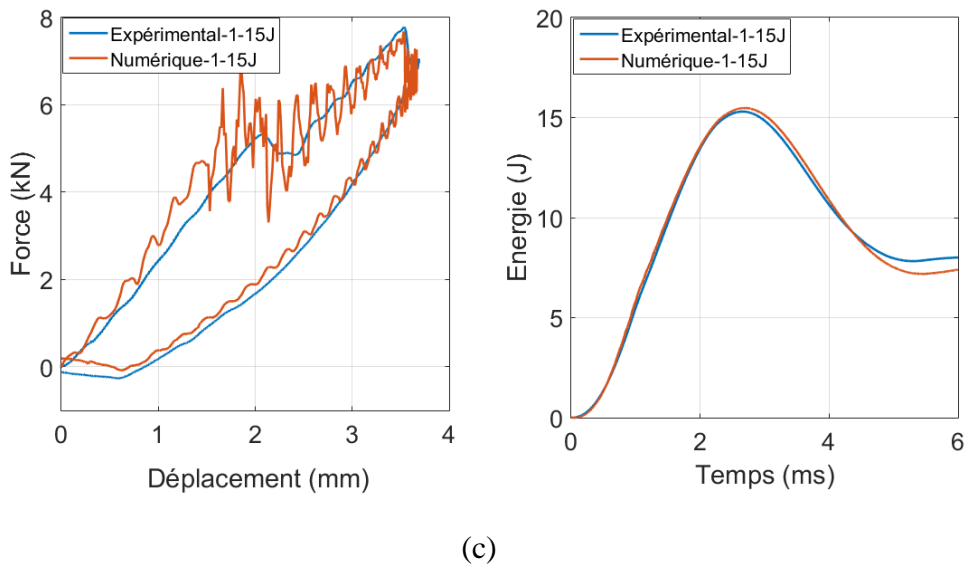 Expérimental-1-15J
Numérique-1-15J
8
6
4
2
0
Force (kN)
0 1 2 3 4
Déplacement (mm)
Expérimental-1-15J
Numérique-1-15J
20
15
10
5
0
Energie (J)
0 2 4 6
Temps (ms)
(c)